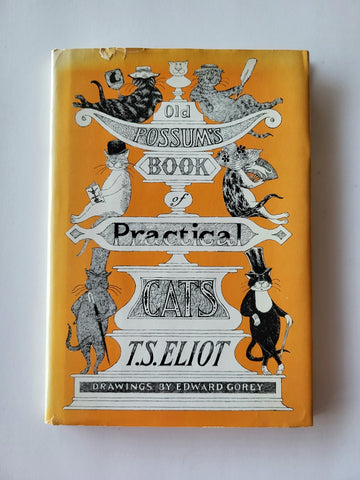 Old
POSSUM'S
BOOK
of
Practical
CATS
T.S. ELIOT
DRAWINGS BY EDWARD GOREY